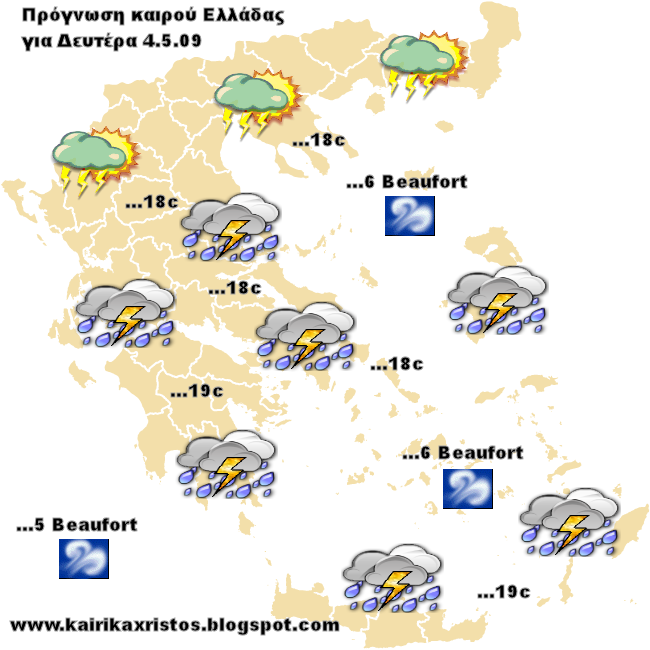 Πρόγνωση καιρού Ελλάδας
για Δευτέρα 4.5.09
...18c
...6 Beaufort
...18c
...18c
...18c
...19c
...6 Beaufort
...5 Beaufort
...19c
www.kairikaxristos.blogspot.com